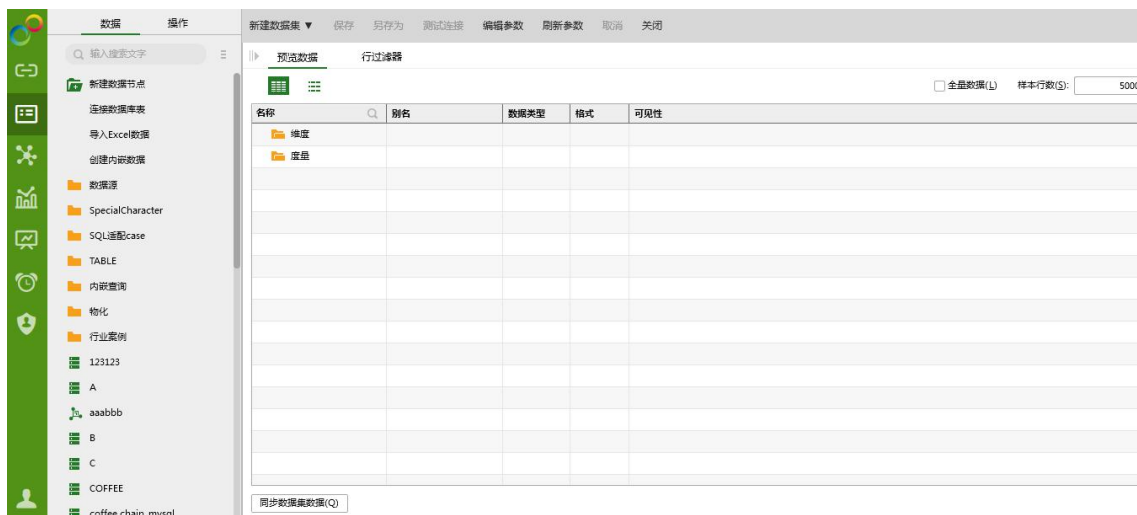 数据 操作
新建数据集 ▼ 保存 另存为 测试连接 编辑参数 刷新参数 取消 关闭
输入搜索文字
预览数据 行过滤器
新建数据节点
连接数据库表
导入Excel数据
创建内嵌数据
数据源
SpecialCharacter
SQL适配case
TABLE
内嵌查询
物化
行业案例
123123
A
aaabbb
B
C
COFFEE
coffee chain_mysql
全量数据(L) 样本行数(S): 5000
名称 别名 数据类型 格式 可见性
维度
度量
同步数据集数据(Q)